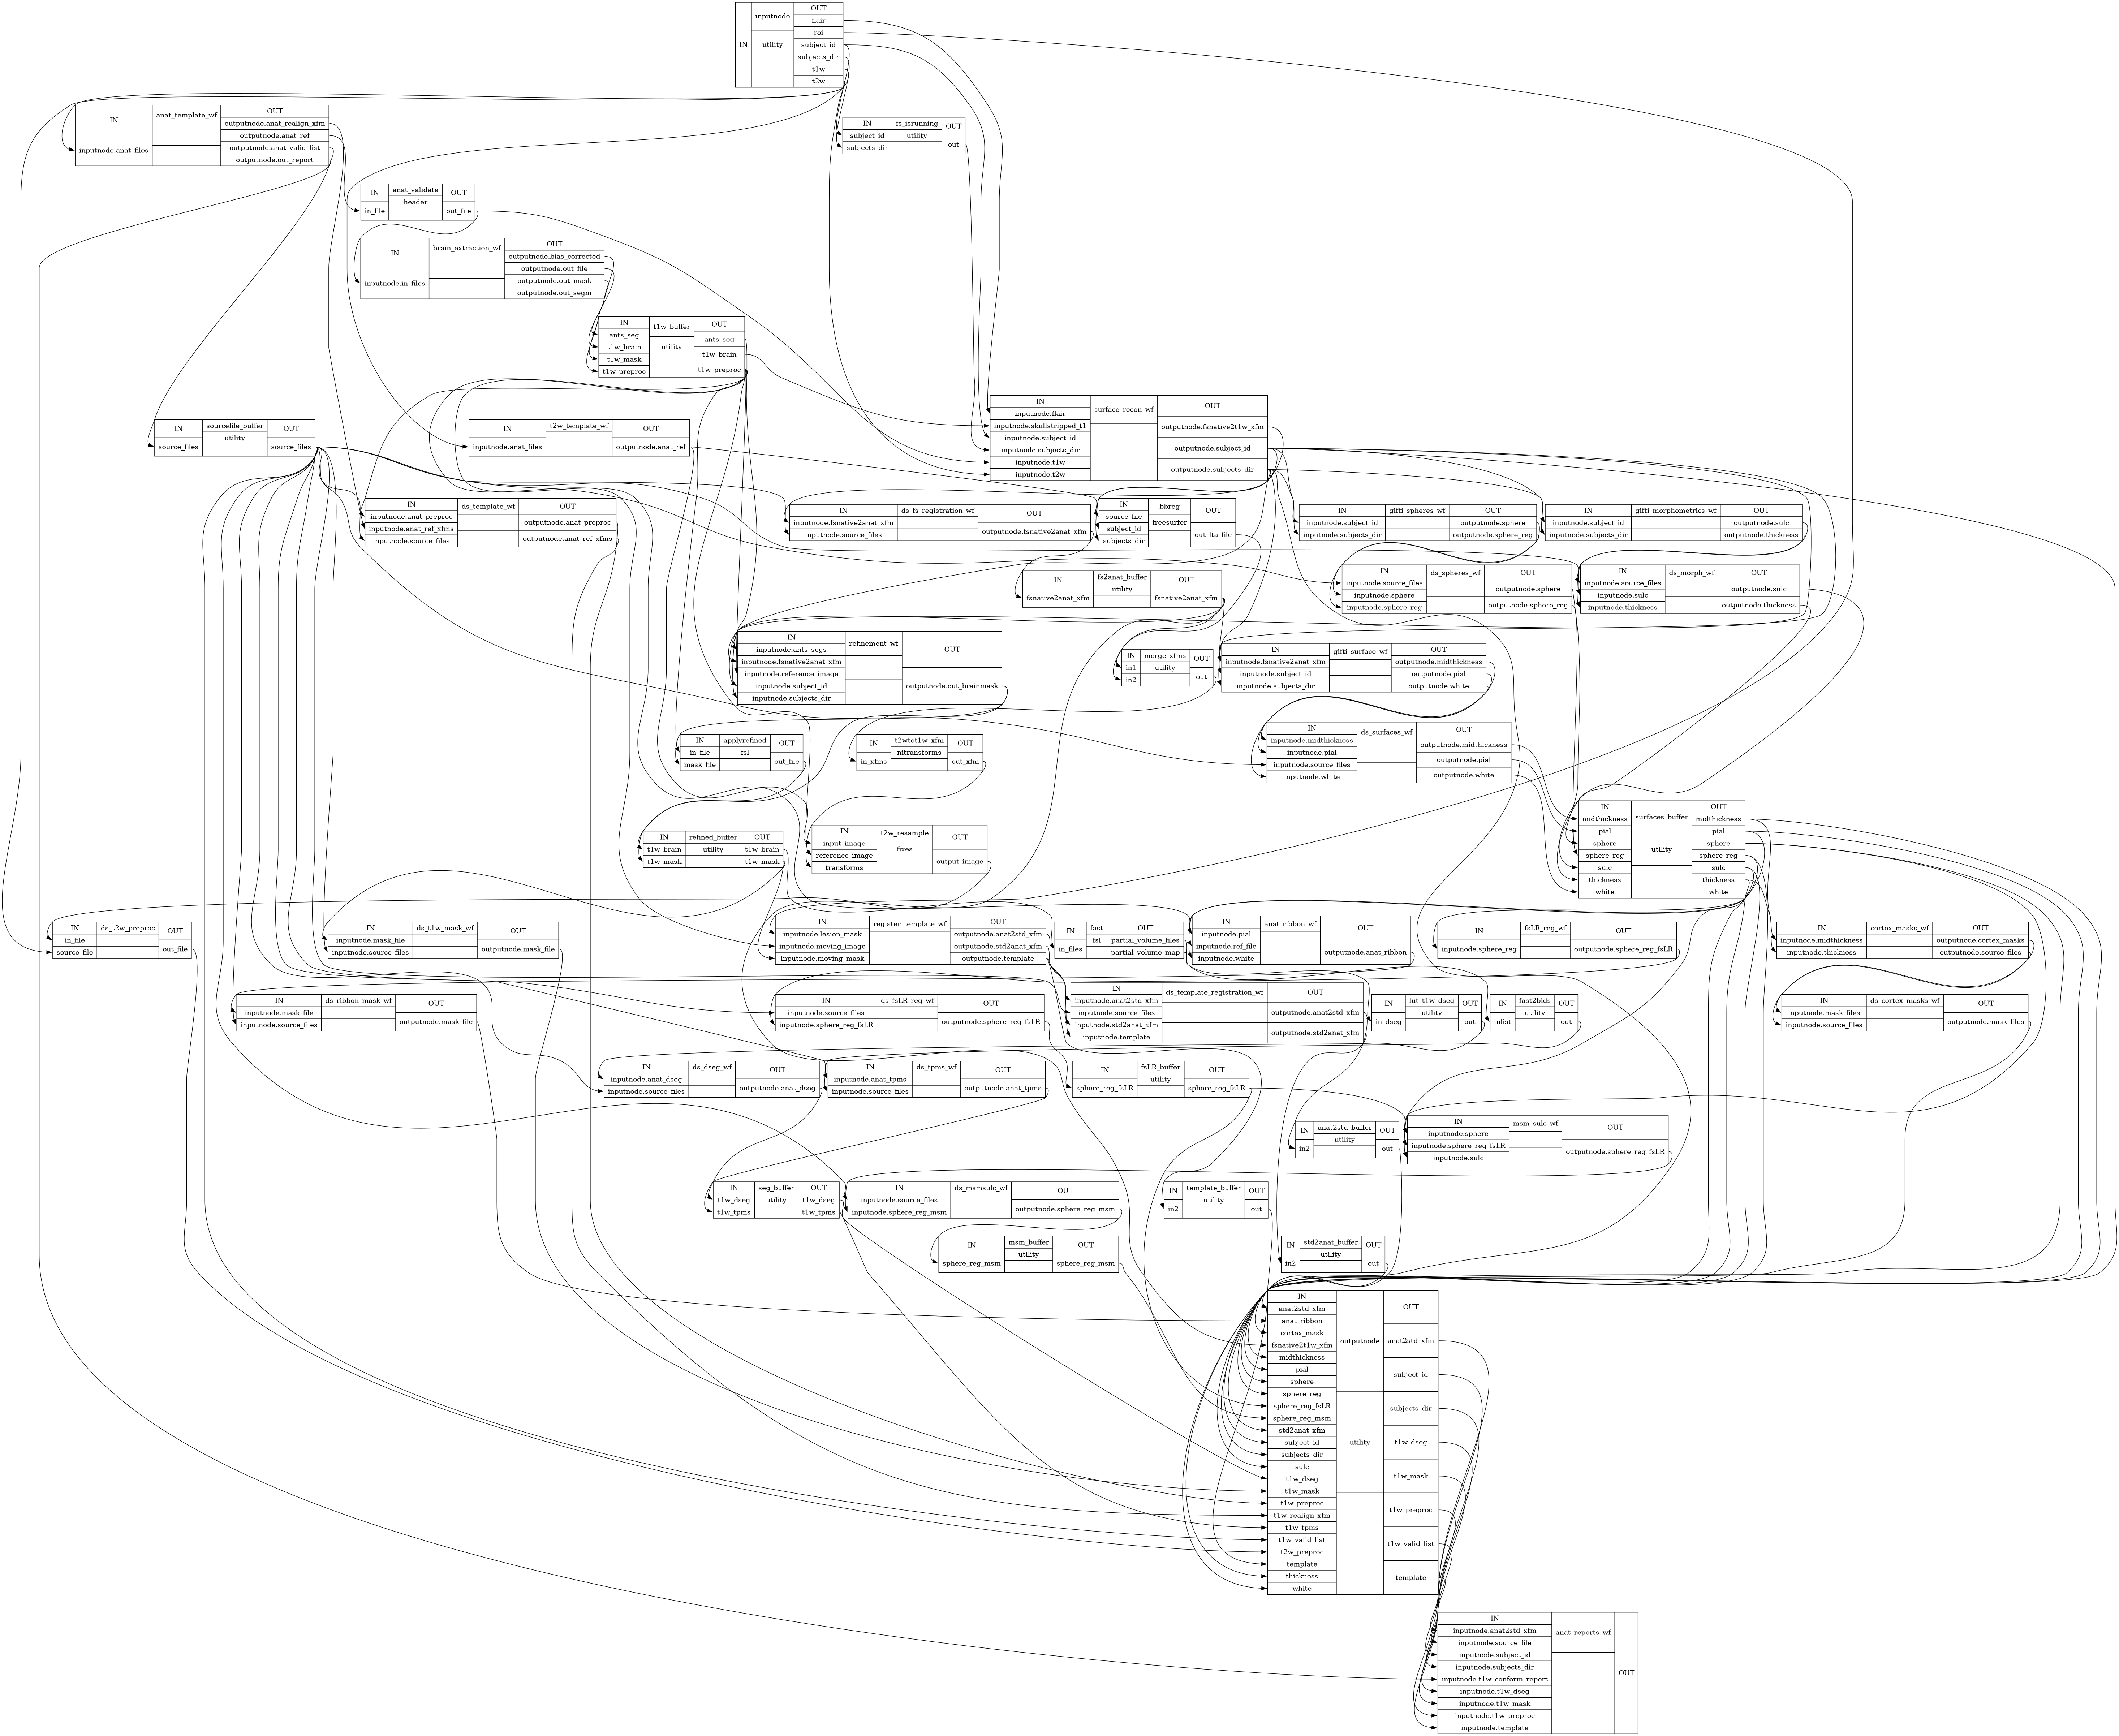 inputnode
IN
utility
OUT
flair
roi
subject_id
subjects_dir
t1w
t2w
IN
inputnode.anat_files
anat_template_wf
OUT
outputnode.anat_realign_xfm
outputnode.anat_ref
outputnode.anat_valid_list
outputnode.out_report
IN
subject_id
subjects_dir
fs_isrunning
utility
OUT
out
IN
in_file
anat_validate
header
OUT
out_file
IN
inputnode.in_files
brain_extraction_wf
OUT
outputnode.bias_corrected
outputnode.out_file
outputnode.out_mask
outputnode.out_segm
IN
ants_seg
t1w_brain
t1w_mask
t1w_preproc
t1w_buffer
utility
OUT
ants_seg
t1w_brain
t1w_preproc
IN
inputnode.flair
inputnode.skullstripped_t1
inputnode.subject_id
inputnode.subjects_dir
inputnode.t1w
inputnode.t2w
surface_recon_wf
OUT
outputnode.fsnative2t1w_xfm
outputnode.subject_id
outputnode.subjects_dir
IN
source_files
sourcefile_buffer
utility
OUT
source_files
IN
inputnode.anat_files
t2w_template_wf
OUT
outputnode.anat_ref
IN
inputnode.anat_preproc
inputnode.anat_ref_xfms
inputnode.source_files
ds_template_wf
OUT
outputnode.anat_preproc
outputnode.anat_ref_xfms
IN
inputnode.fsnative2anat_xfm
inputnode.source_files
ds_fs_registration_wf
OUT
outputnode.fsnative2anat_xfm
IN
source_file
subject_id
subjects_dir
bbreg
freesurfer
OUT
out_lta_file
IN
inputnode.subject_id
inputnode.subjects_dir
gifti_spheres_wf
OUT
outputnode.sphere
outputnode.sphere_reg
IN
inputnode.subject_id
inputnode.subjects_dir
gifti_morphometrics_wf
OUT
outputnode.sulc
outputnode.thickness
IN
fsnative2anat_xfm
fs2anat_buffer
utility
OUT
fsnative2anat_xfm
IN
inputnode.source_files
inputnode.sphere
inputnode.sphere_reg
ds_spheres_wf
OUT
outputnode.sphere
outputnode.sphere_reg
IN
inputnode.source_files
inputnode.sulc
inputnode.thickness
ds_morph_wf
OUT
outputnode.sulc
outputnode.thickness
IN
inputnode.ants_segs
inputnode.fsnative2anat_xfm
inputnode.reference_image
inputnode.subject_id
inputnode.subjects_dir
refinement_wf
OUT
outputnode.out_brainmask
IN
in1
in2
merge_xfms
utility
OUT
out
IN
inputnode.fsnative2anat_xfm
inputnode.subject_id
inputnode.subjects_dir
gifti_surface_wf
OUT
outputnode.midthickness
outputnode.pial
outputnode.white
IN
in_file
mask_file
applyrefined
fsl
OUT
out_file
IN
in_xfms
t2wtot1w_xfm
nitransforms
OUT
out_xfm
IN
inputnode.midthickness
inputnode.pial
inputnode.source_files
inputnode.white
ds_surfaces_wf
OUT
outputnode.midthickness
outputnode.pial
outputnode.white
IN
midthickness
pial
sphere
sphere_reg
sulc
thickness
white
surfaces_buffer
utility
OUT
midthickness
pial
sphere
sphere_reg
sulc
thickness
white
IN
t1w_brain
t1w_mask
refined_buffer
utility
OUT
t1w_brain
t1w_mask
IN
input_image
reference_image
transforms
t2w_resample
fixes
OUT
output_image
IN
in_file
source_file
ds_t2w_preproc
OUT
out_file
IN
inputnode.mask_file
inputnode.source_files
ds_t1w_mask_wf
OUT
outputnode.mask_file
IN
inputnode.lesion_mask
inputnode.moving_image
inputnode.moving_mask
register_template_wf
OUT
outputnode.anat2std_xfm
outputnode.std2anat_xfm
outputnode.template
IN
in_files
fast
fsl
OUT
partial_volume_files
partial_volume_map
IN
inputnode.pial
inputnode.ref_file
inputnode.white
anat_ribbon_wf
OUT
outputnode.anat_ribbon
IN
inputnode.sphere_reg
fsLR_reg_wf
OUT
outputnode.sphere_reg_fsLR
IN
inputnode.midthickness
inputnode.thickness
cortex_masks_wf
OUT
outputnode.cortex_masks
outputnode.source_files
IN
inputnode.mask_file
inputnode.source_files
ds_ribbon_mask_wf
OUT
outputnode.mask_file
IN
inputnode.source_files
inputnode.sphere_reg_fsLR
ds_fsLR_reg_wf
OUT
outputnode.sphere_reg_fsLR
IN
inputnode.anat2std_xfm
inputnode.source_files
inputnode.std2anat_xfm
inputnode.template
ds_template_registration_wf
OUT
outputnode.anat2std_xfm
outputnode.std2anat_xfm
IN
in_dseg
lut_t1w_dseg
utility
OUT
out
IN
inlist
fast2bids
utility
OUT
out
IN
inputnode.mask_files
inputnode.source_files
ds_cortex_masks_wf
OUT
outputnode.mask_files
IN
inputnode.anat_dseg
inputnode.source_files
ds_dseg_wf
OUT
outputnode.anat_dseg
IN
inputnode.anat_tpms
inputnode.source_files
ds_tpms_wf
OUT
outputnode.anat_tpms
IN
sphere_reg_fsLR
fsLR_buffer
utility
OUT
sphere_reg_fsLR
IN
in2
anat2std_buffer
utility
OUT
out
IN
inputnode.sphere
inputnode.sphere_reg_fsLR
inputnode.sulc
msm_sulc_wf
OUT
outputnode.sphere_reg_fsLR
IN
t1w_dseg
t1w_tpms
seg_buffer
utility
OUT
t1w_dseg
t1w_tpms
IN
inputnode.source_files
inputnode.sphere_reg_msm
ds_msmsulc_wf
OUT
outputnode.sphere_reg_msm
IN
in2
template_buffer
utility
OUT
out
IN
sphere_reg_msm
msm_buffer
utility
OUT
sphere_reg_msm
IN
in2
std2anat_buffer
utility
OUT
out
IN
anat2std_xfm
anat_ribbon
cortex_mask
fsnative2t1w_xfm
midthickness
pial
sphere
sphere_reg
sphere_reg_fsLR
sphere_reg_msm
std2anat_xfm
subject_id
subjects_dir
sulc
t1w_dseg
t1w_mask
t1w_preproc
t1w_realign_xfm
t1w_tpms
t1w_valid_list
t2w_preproc
template
thickness
white
outputnode
utility
OUT
anat2std_xfm
subject_id
subjects_dir
t1w_dseg
t1w_mask
t1w_preproc
t1w_valid_list
template
IN
inputnode.anat2std_xfm
inputnode.source_file
inputnode.subject_id
inputnode.subjects_dir
inputnode.t1w_conform_report
inputnode.t1w_dseg
inputnode.t1w_mask
inputnode.t1w_preproc
inputnode.template
anat_reports_wf
OUT